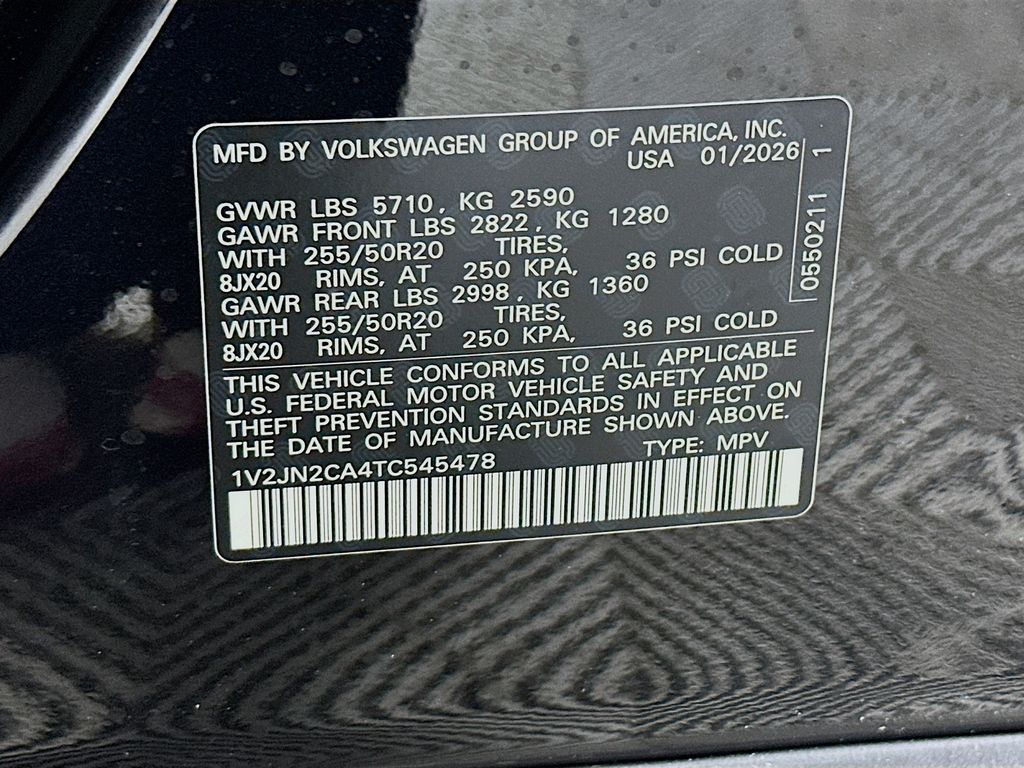 MFD BY VOLKSWAGEN GROUP OF AMERICA, INC.
USA 01/2026
GVWR LBS 5710, KG 2590
GAWR FRONT LBS 2822, KG 1280
WITH 255/50R20 TIRES,
8JX20 RIMS, AT 250 KPA, 36 PSI COLD
GAWR REAR LBS 2998, KG 1360
WITH 255/50R20 TIRES,
8JX20 RIMS, AT 250 KPA, 36 PSI COLD
0550211 1
THIS VEHICLE CONFORMS TO ALL APPLICABLE
U.S. FEDERAL MOTOR VEHICLE SAFETY AND
THEFT PREVENTION STANDARDS IN EFFECT ON
THE DATE OF MANUFACTURE SHOWN ABOVE.
1V2JN2CA4TC545478 TYPE: MPV